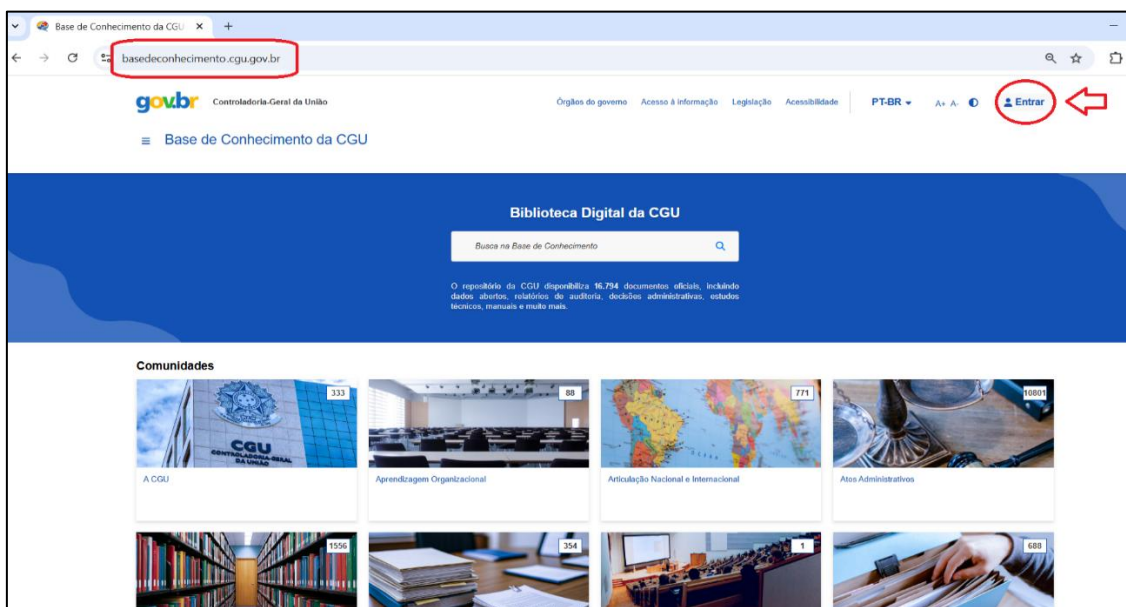 Base de Conhecimento da CGU
basedeconhecimento.cgu.gov.br
gov.br
Controladoria-Geral da União
Órgãos do governo Acesso à informação Legislação Acessibilidade PT-BR A+ A- Entrar
Base de Conhecimento da CGU
Biblioteca Digital da CGU
Busca na Base de Conhecimento
O repositório da CGU disponibiliza 16.794 documentos oficiais, incluindo
dados abertos, relatórios de auditoria, decisões administrativas, estudos
técnicos, manuais e muito mais.
Comunidades
333
88
771
10801
CGU
CONTROLADORIA-GERAL
DA UNIÃO
A CGU
Aprendizagem Organizacional
Articulação Nacional e Internacional
Atos Administrativos
1556
354
1
688